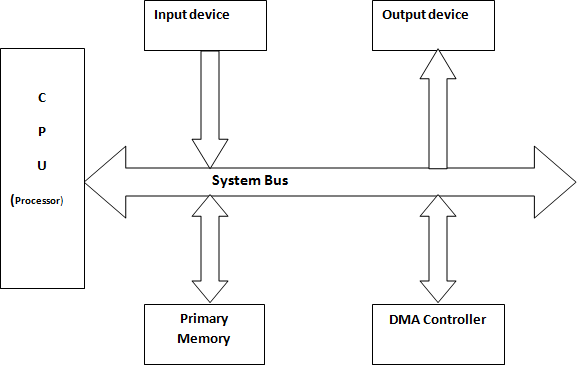 Input device
Output device
C
P
U
(Processor)
System Bus
Primary
Memory
DMA Controller